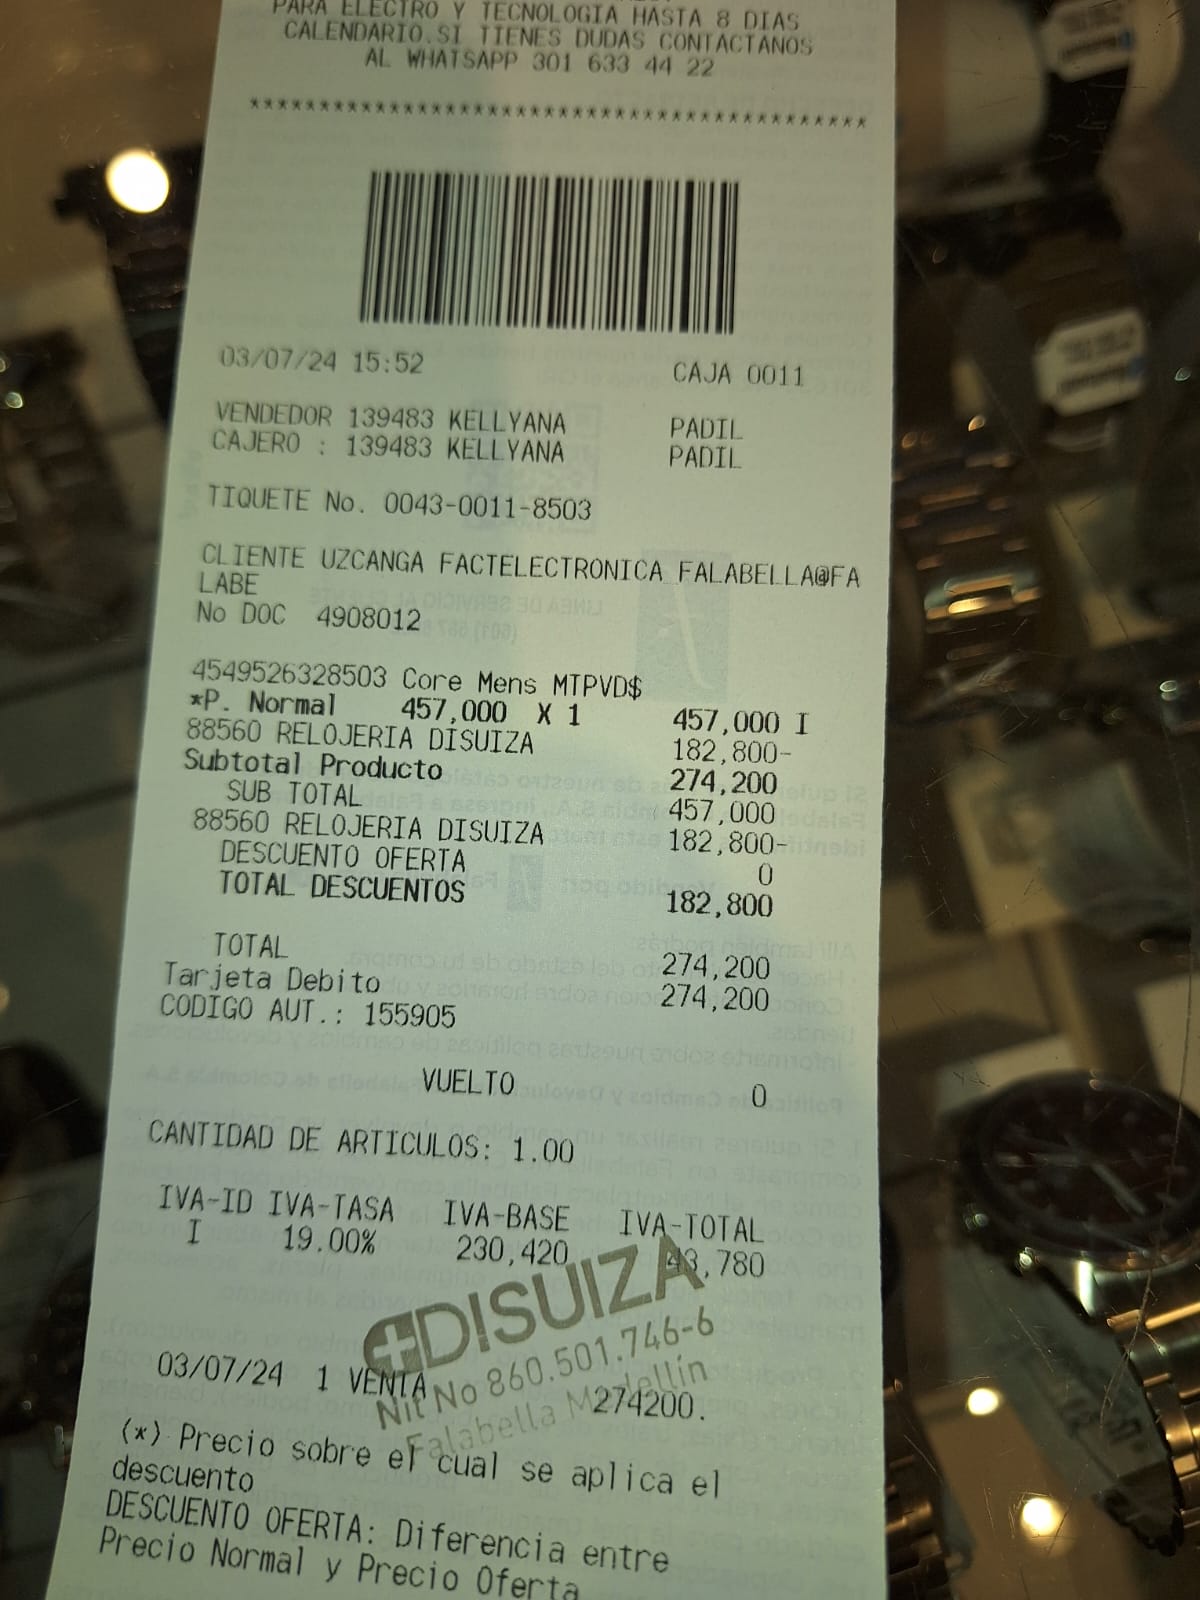 PARA ELECTRO Y TECNOLOGIA HASTA 8 DIAS
CALENDARIO.SI TIENES DUDAS CONTACTANOS
AL WHATSAPP 301 633 44 22
********************************************
03/07/24 15:52 CAJA 0011
VENDEDOR 139483 KELLYANA PADIL
CAJERO : 139483 KELLYANA PADIL
TIQUETE No. 0043-0011-8503
CLIENTE UZCANGA FACTELECTRONICA FALABELLA@FA
LABE
No DOC 4908012
4549526328503 Core Mens MTPVD$
*P. Normal 457,000 X 1 457,000 I
88560 RELOJERIA DISUIZA 182,800-
Subtotal Producto 274,200
SUB TOTAL 457,000
88560 RELOJERIA DISUIZA 182,800-
DESCUENTO OFERTA 0
TOTAL DESCUENTOS 182,800
TOTAL 274,200
Tarjeta Debito 274,200
CODIGO AUT.: 155905
VUELTO 0
CANTIDAD DE ARTICULOS: 1.00
IVA-ID IVA-TASA IVA-BASE IVA-TOTAL
I 19.00% 230,420 43,780
DISUIZA
Nit No 860.501.746-6
Falabella Medellín
03/07/24 1 VENTA 274200.
(*) Precio sobre el cual se aplica el
descuento
DESCUENTO OFERTA: Diferencia entre
Precio Normal y Precio Oferta